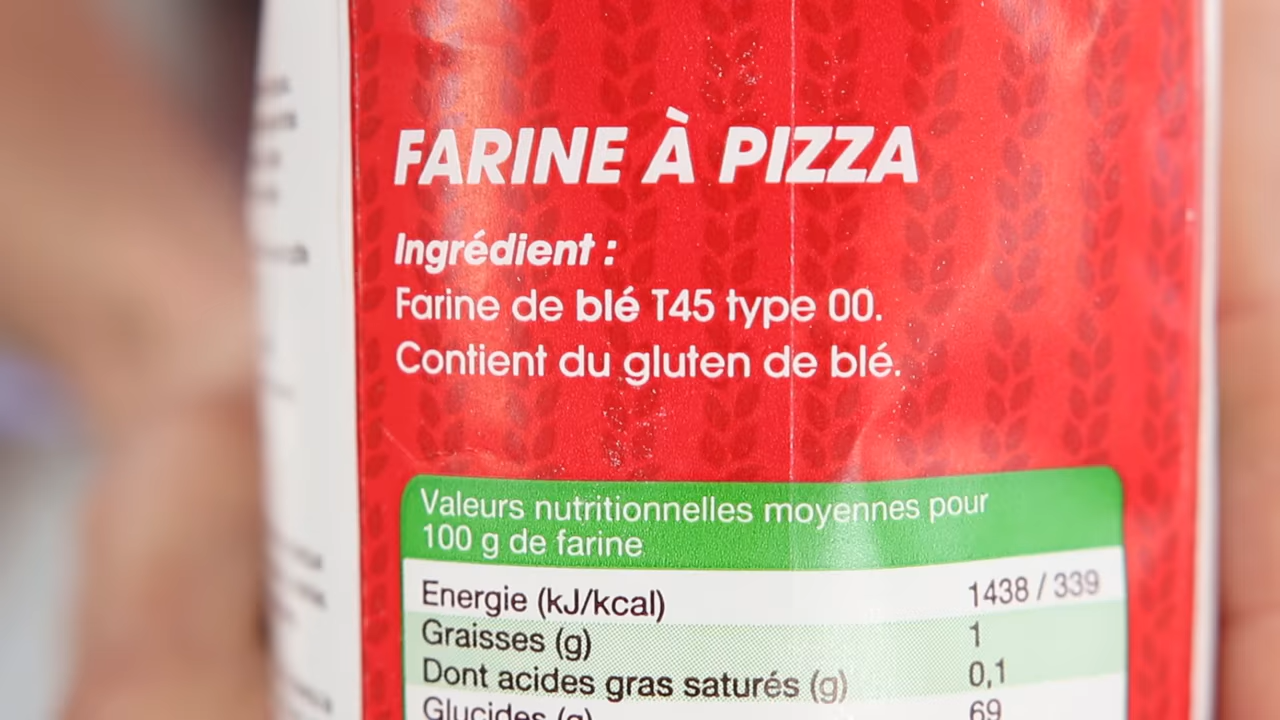 FARINE À PIZZA
Ingrédient :
Farine de blé T45 type 00.
Contient du gluten de blé.
Valeurs nutritionnelles moyennes pour
100 g de farine
Energie (kJ/kcal) 1438 / 339
Graisses (g) 1
Dont acides gras saturés (g) 0,1
Glucides (g) 69